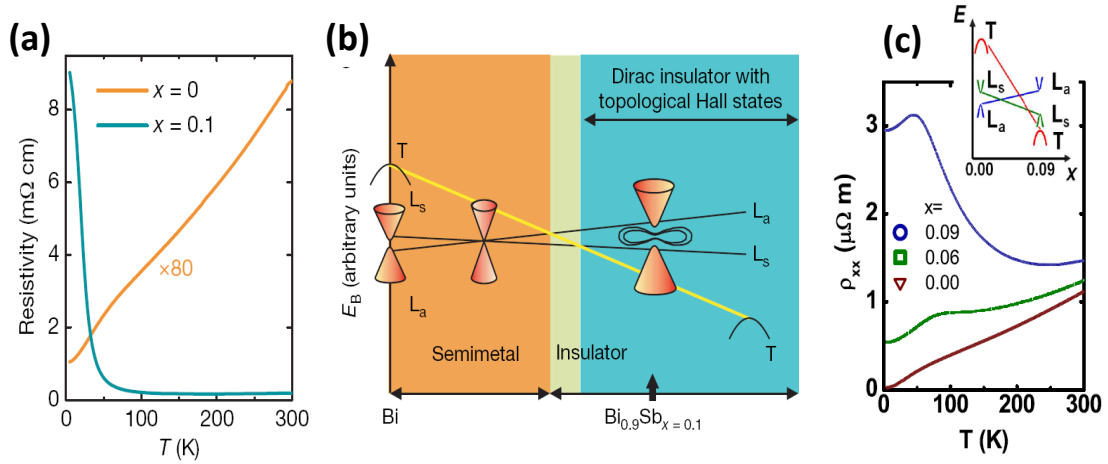 (a)
Resistivity (mΩ cm)
8
6
4
2
0
x = 0
x = 0.1
×80
0
100
200
300
T (K)
(b)
E_B (arbitrary units)
Dirac insulator with
topological Hall states
T
L_s
L_a
L_a
L_s
T
Semimetal
Insulator
Bi
Bi_0.9Sb_x = 0.1
(c)
E
T
L_s
L_a
L_a
L_s
T
0.00
0.09
x
ρ_xx (μΩ m)
3
2
1
0
x=
0.09
0.06
0.00
0
100
200
300
T (K)